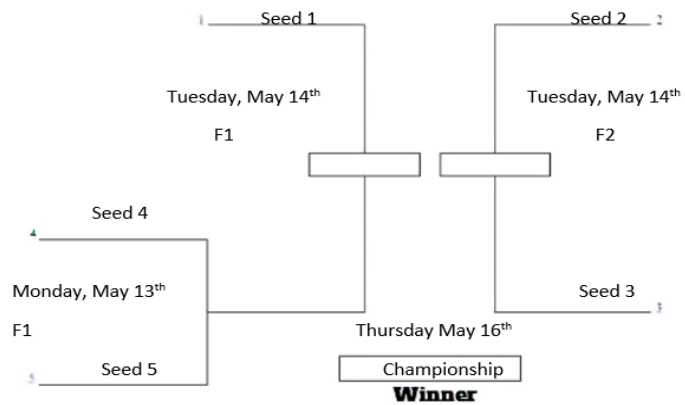 1 Seed 1
Seed 2 2
Tuesday, May 14th
F1
Tuesday, May 14th
F2
4 Seed 4
Monday, May 13th
F1
5 Seed 5
Seed 3 3
Thursday May 16th
Championship
Winner